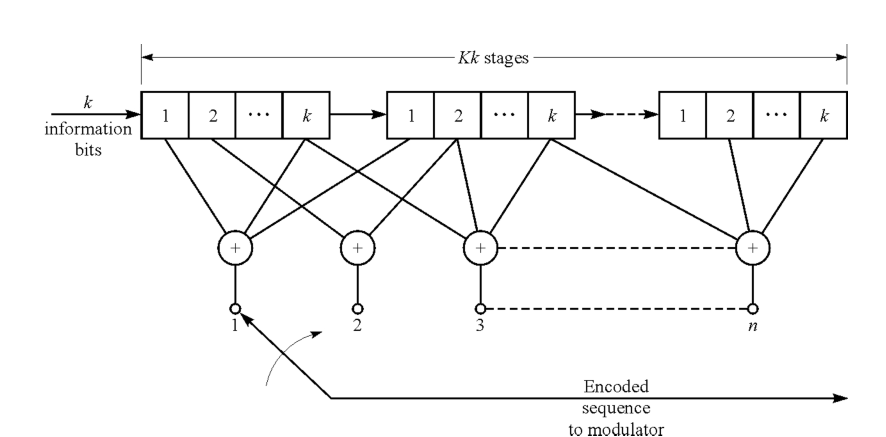 Kk stages
k
information
bits
1 2 ... k
1 2 ... k
1 2 ... k
+ + + +
1 2 3 n
Encoded
sequence
to modulator